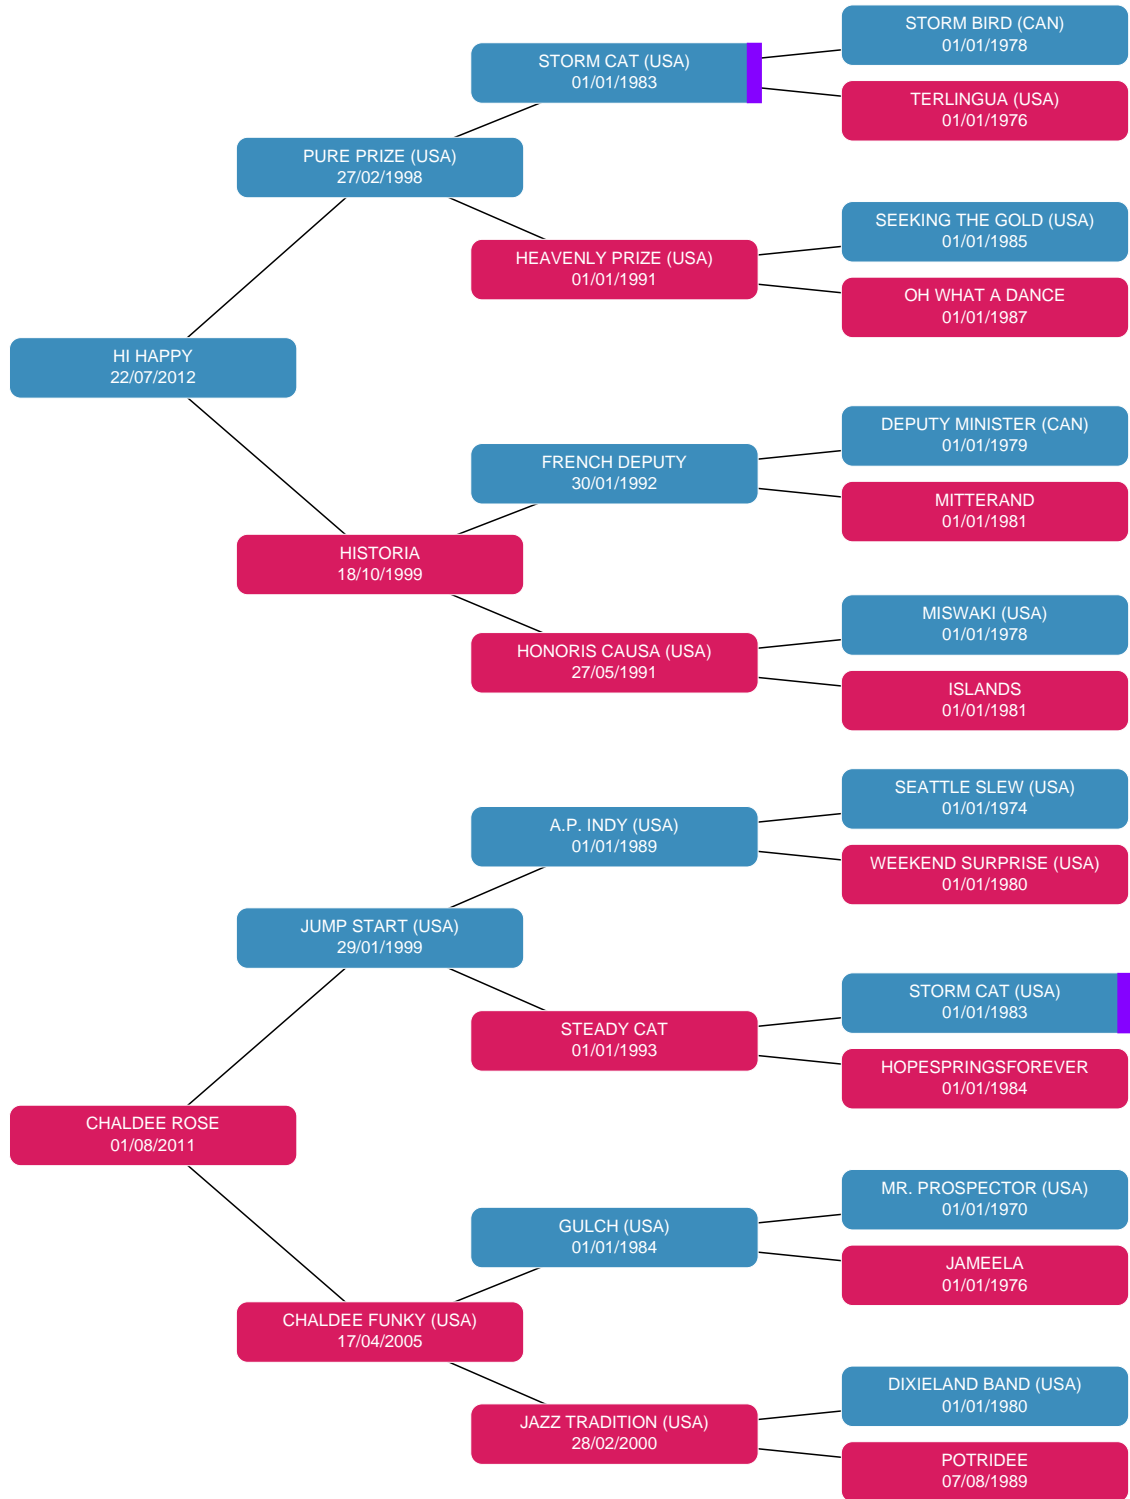 STORM BIRD (CAN)
01/01/1978
STORM CAT (USA)
01/01/1983
TERLINGUA (USA)
01/01/1976
PURE PRIZE (USA)
27/02/1998
SEEKING THE GOLD (USA)
01/01/1985
HEAVENLY PRIZE (USA)
01/01/1991
OH WHAT A DANCE
01/01/1987
HI HAPPY
22/07/2012
DEPUTY MINISTER (CAN)
01/01/1979
FRENCH DEPUTY
30/01/1992
MITTERAND
01/01/1981
HISTORIA
18/10/1999
MISWAKI (USA)
01/01/1978
HONORIS CAUSA (USA)
27/05/1991
ISLANDS
01/01/1981
SEATTLE SLEW (USA)
01/01/1974
A.P. INDY (USA)
01/01/1989
WEEKEND SURPRISE (USA)
01/01/1980
JUMP START (USA)
29/01/1999
STORM CAT (USA)
01/01/1983
STEADY CAT
01/01/1993
HOPESPRINGSFOREVER
01/01/1984
CHALDEE ROSE
01/08/2011
MR. PROSPECTOR (USA)
01/01/1970
GULCH (USA)
01/01/1984
JAMEELA
01/01/1976
CHALDEE FUNKY (USA)
17/04/2005
DIXIELAND BAND (USA)
01/01/1980
JAZZ TRADITION (USA)
28/02/2000
POTRIDEE
07/08/1989